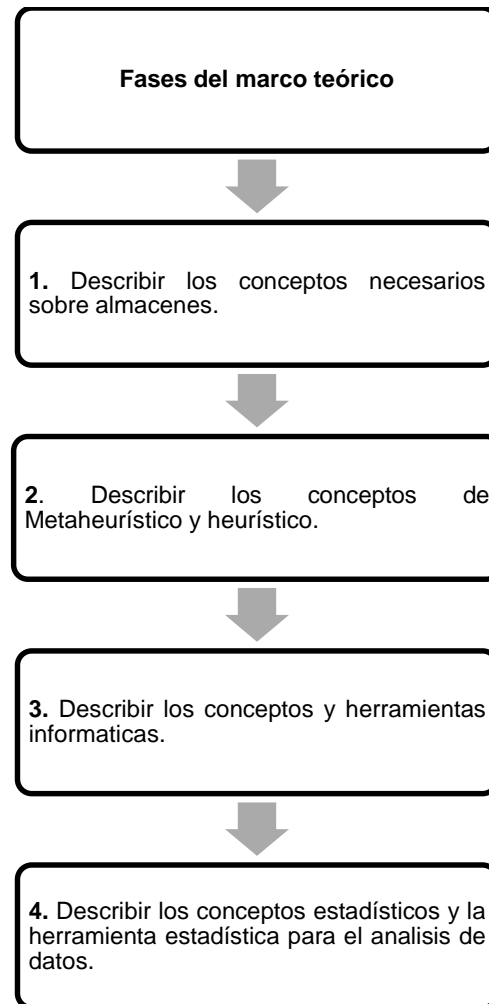 Fases del marco teórico
1. Describir los conceptos necesarios
sobre almacenes.
2. Describir los conceptos de
Metaheurístico y heurístico.
3. Describir los conceptos y herramientas
informaticas.
4. Describir los conceptos estadísticos y la
herramienta estadística para el analisis de
datos.